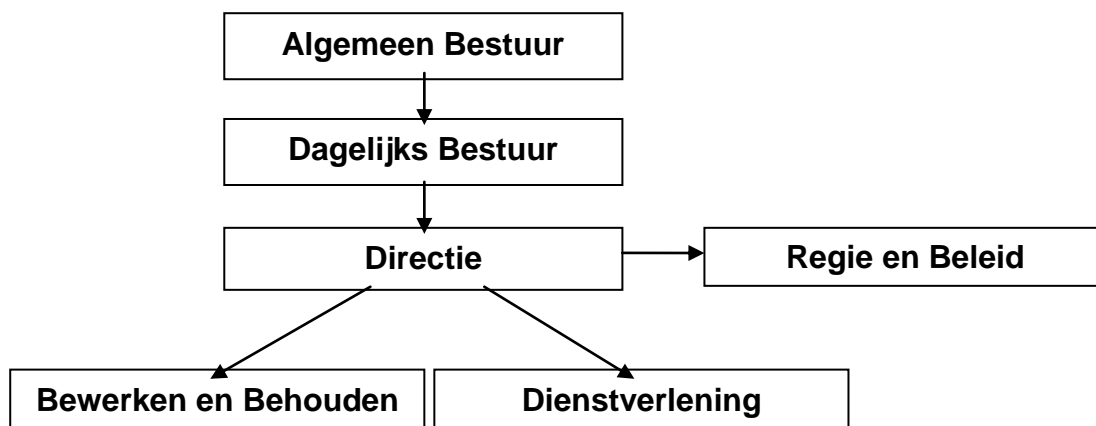 Algemeen Bestuur
Dagelijks Bestuur
Directie
Regie en Beleid
Bewerken en Behouden
Dienstverlening